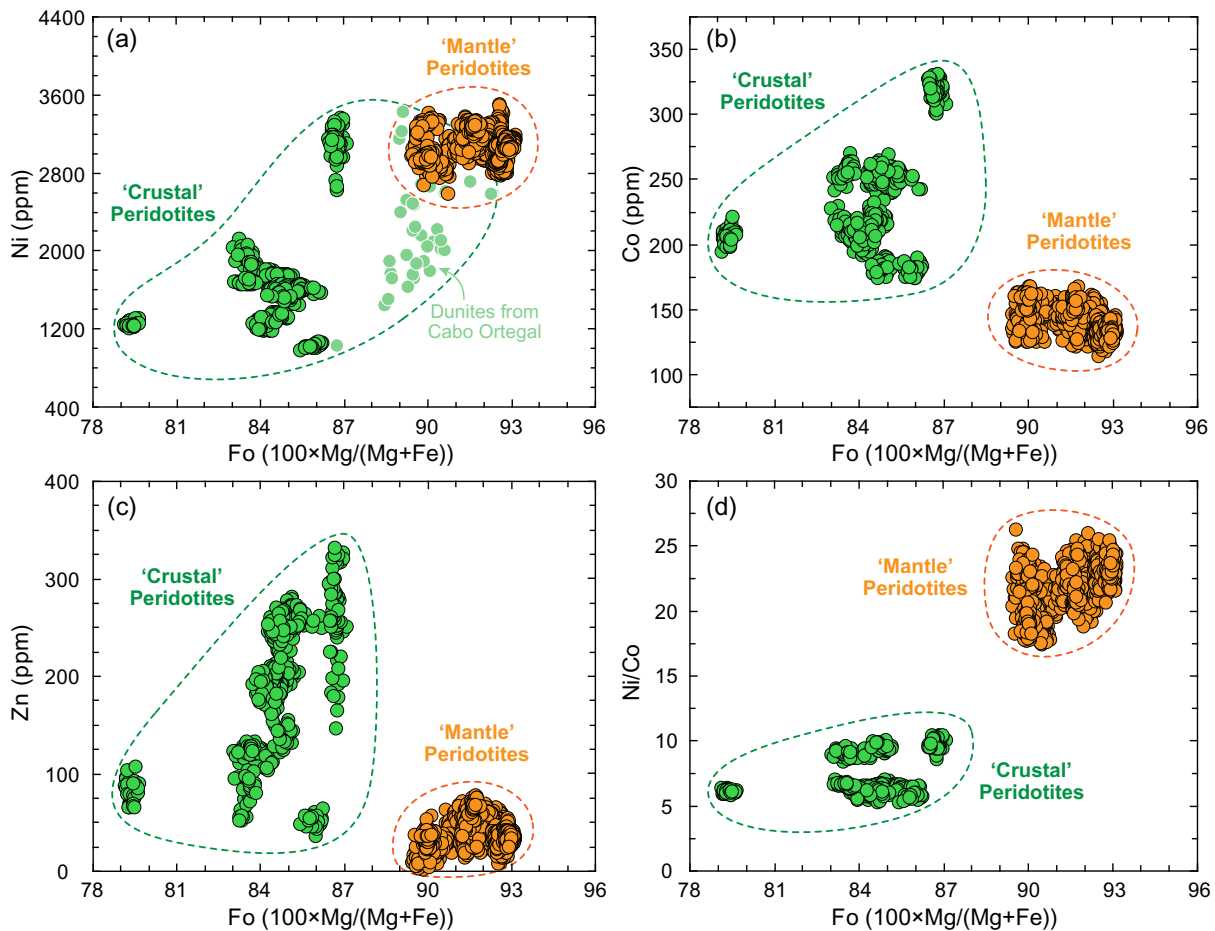 (a)
'Mantle'
Peridotites
'Crustal'
Peridotites
Dunites from
Cabo Ortegal
Ni (ppm)
4400
3600
2800
2000
1200
400
78 81 84 87 90 93 96
Fo (100×Mg/(Mg+Fe))
(b)
'Crustal'
Peridotites
'Mantle'
Peridotites
Co (ppm)
350
300
250
200
150
100
78 81 84 87 90 93 96
Fo (100×Mg/(Mg+Fe))
(c)
'Crustal'
Peridotites
'Mantle'
Peridotites
Zn (ppm)
400
300
200
100
0
78 81 84 87 90 93 96
Fo (100×Mg/(Mg+Fe))
(d)
'Mantle'
Peridotites
'Crustal'
Peridotites
Ni/Co
30
25
20
15
10
5
0
78 81 84 87 90 93 96
Fo (100×Mg/(Mg+Fe))